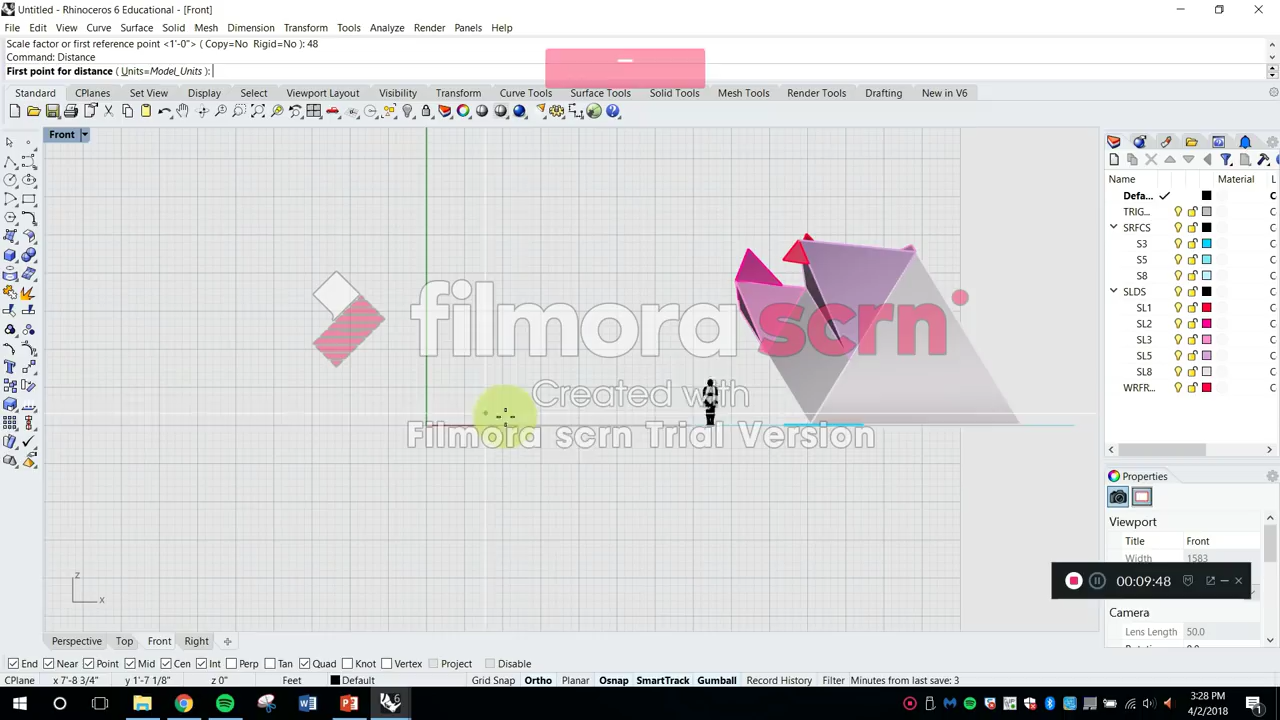 Untitled - Rhinoceros 6 Educational - [Front]
File Edit View Curve Surface Solid Mesh Dimension Transform Tools Analyze Render Panels Help
Scale factor or first reference point <1'-0"> ( Copy=No Rigid=No ): 48
Command: Distance
First point for distance ( Units=Model_Units ):
Standard CPlanes Set View Display Select Viewport Layout Visibility Transform Curve Tools Surface Tools Solid Tools Mesh Tools Render Tools Drafting New in V6
Front
Name Material L
Defa...
TRIG... C
SRFCS C
S3 C
S5 C
S8 C
SLDS C
SL1 C
SL2 C
SL3 C
SL5 C
SL8 C
WRFR... C
filmora scrn
Created with
Filmora scrn Trial Version
Properties
Viewport
Title Front
Width 1583
00:09:48
Camera
Lens Length 50.0
z
x
Perspective Top Front Right
End Near Point Mid Cen Int Perp Tan Quad Knot Vertex Project Disable
CPlane x 7'-8 3/4" y 1'-7 1/8" z 0" Feet Default Grid Snap Ortho Planar Osnap SmartTrack Gumball Record History Filter Minutes from last save: 3
3:28 PM
4/2/2018